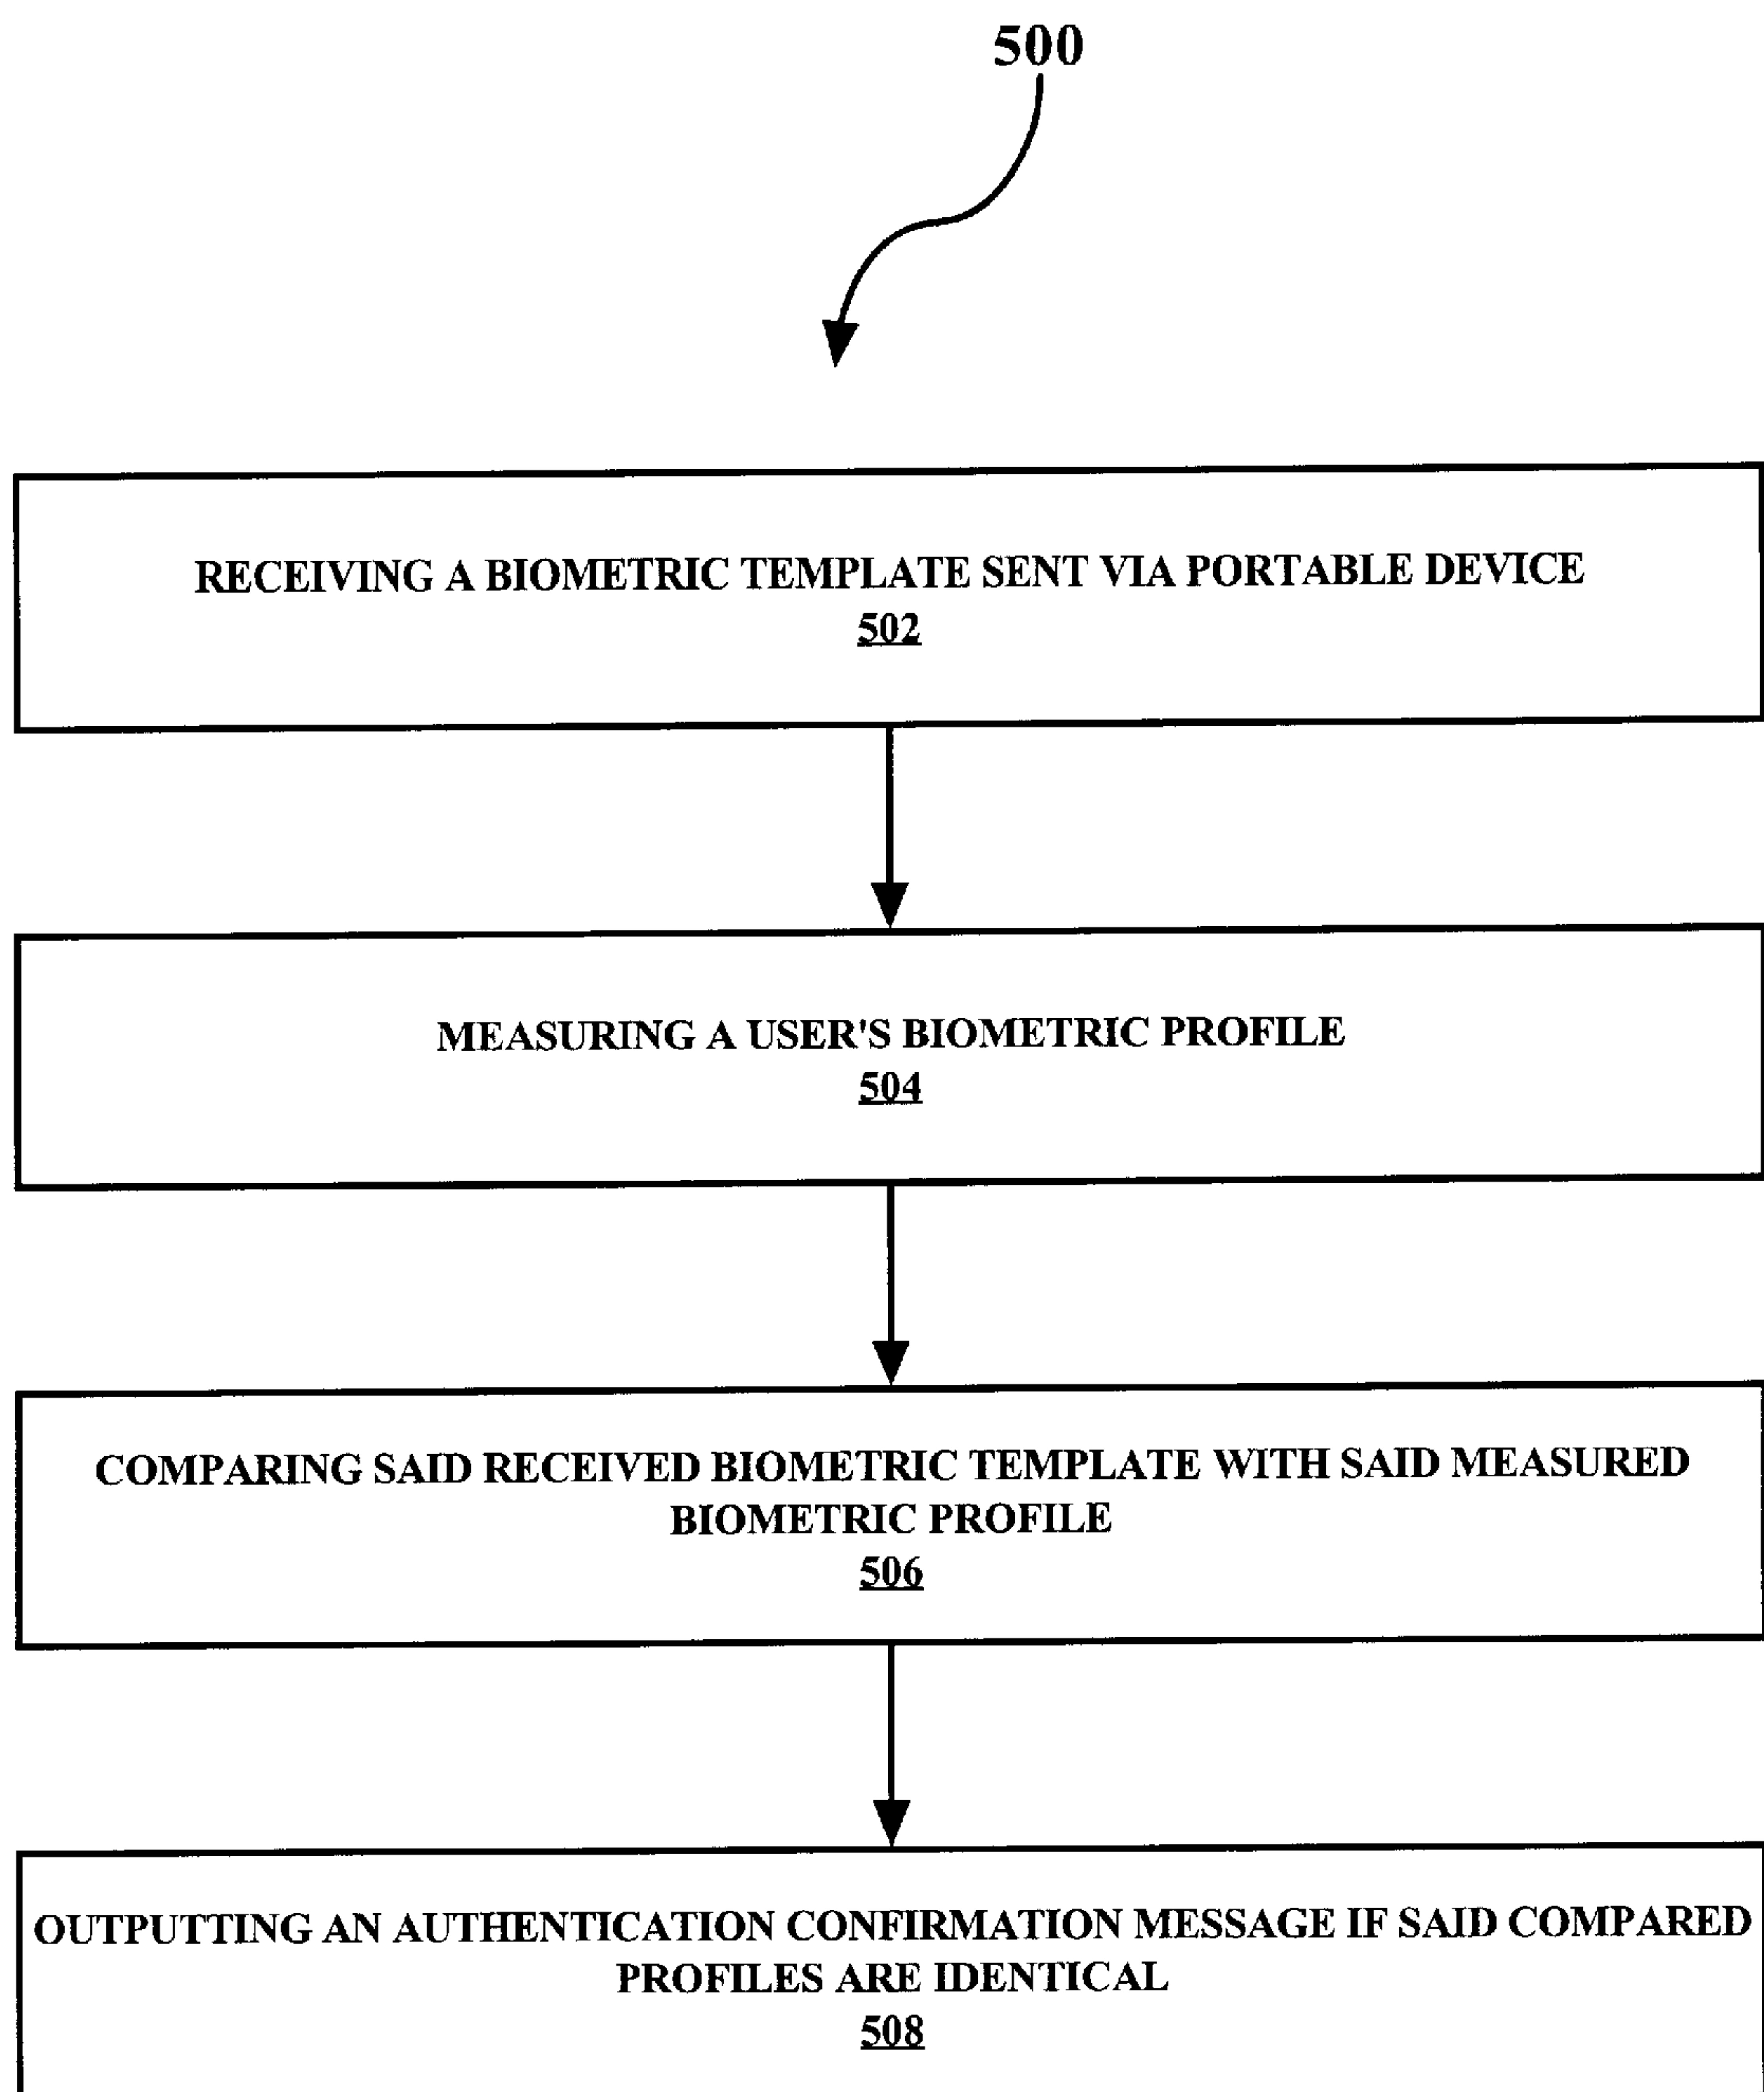 500
RECEIVING A BIOMETRIC TEMPLATE SENT VIA PORTABLE DEVICE
502
MEASURING A USER'S BIOMETRIC PROFILE
504
COMPARING SAID RECEIVED BIOMETRIC TEMPLATE WITH SAID MEASURED
BIOMETRIC PROFILE
506
OUTPUTTING AN AUTHENTICATION CONFIRMATION MESSAGE IF SAID COMPARED
PROFILES ARE IDENTICAL
508